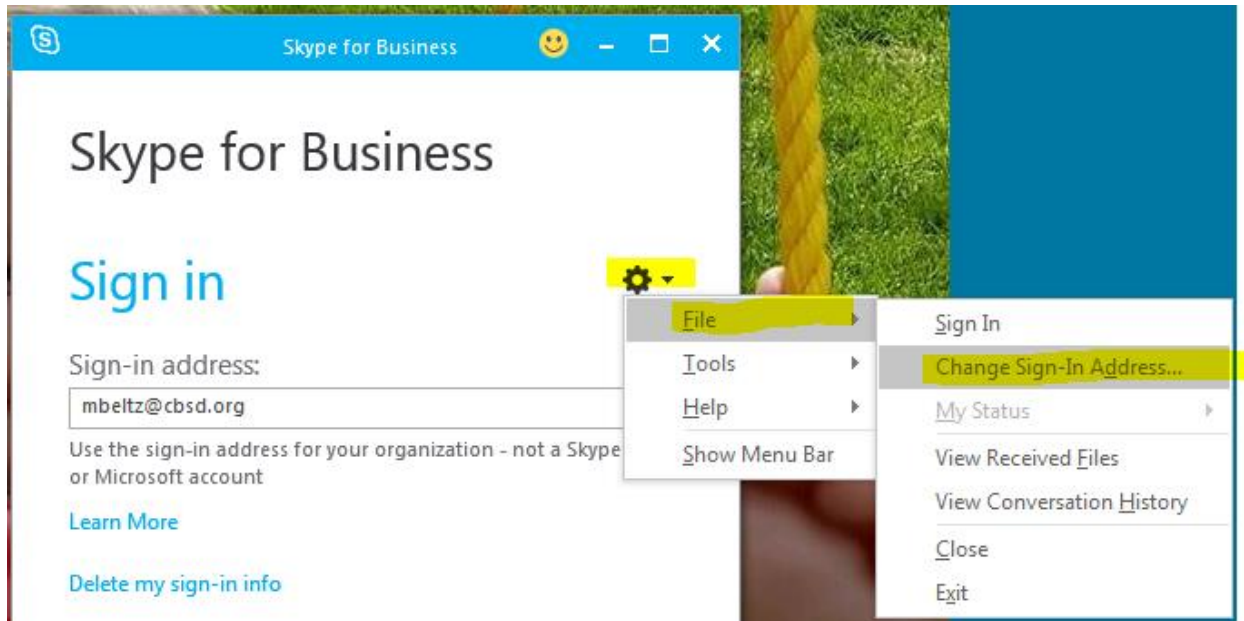 Skype for Business
Skype for Business
Sign in
Sign-in address:
mbeltz@cbsd.org
Use the sign-in address for your organization - not a Skype
or Microsoft account
Learn More
Delete my sign-in info
File
Tools
Help
Show Menu Bar
Sign In
Change Sign-In Address...
My Status
View Received Files
View Conversation History
Close
Exit